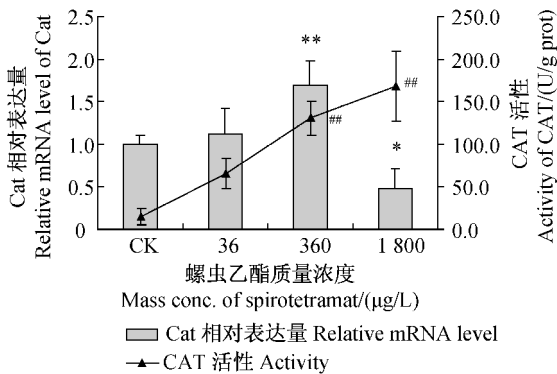 Cat 相对表达量
Relative mRNA level of Cat
2.5
2.0
1.5
1.0
0.5
0
**
*
##
##
250.0
200.0
150.0
100.0
50.0
0.0
CAT 活性
Activity of CAT/(U/g prot)
CK 36 360 1 800
螺虫乙酯质量浓度
Mass conc. of spirotetramat/(μg/L)
Cat 相对表达量 Relative mRNA level
CAT 活性 Activity